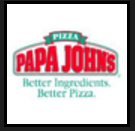 PIZZA
PAPA JOHNS
Better Ingredients.
Better Pizza.